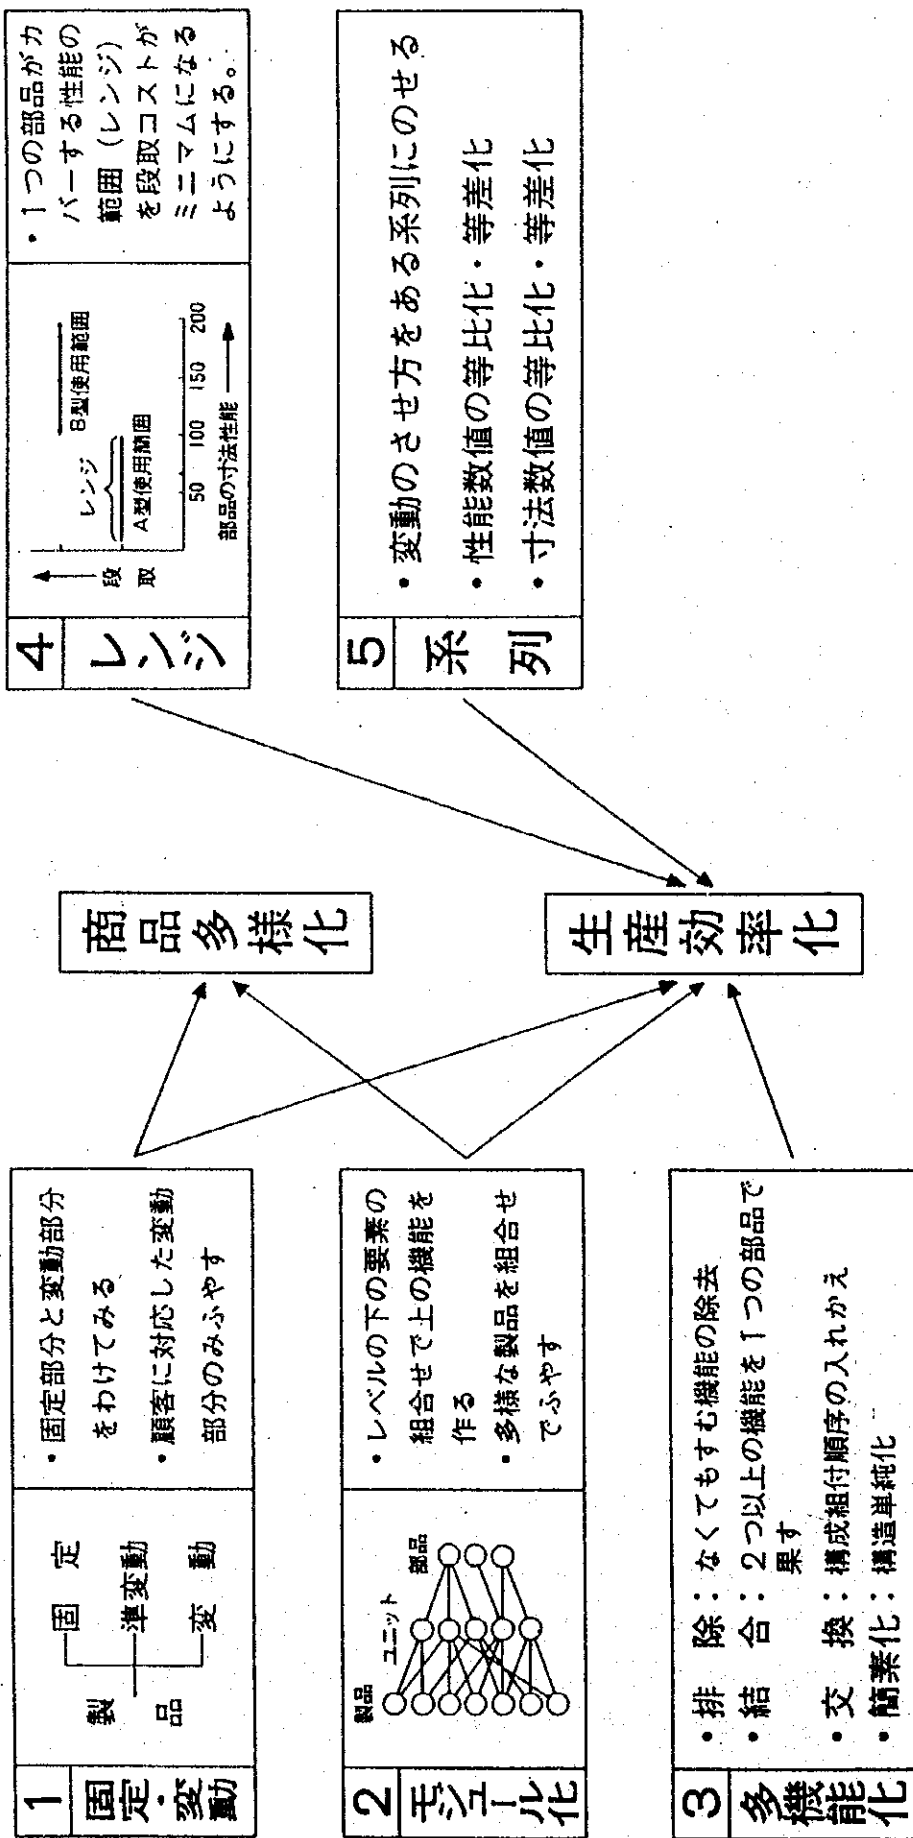 1
固定・変動
製品
固定
準変動
変動
・固定部分と変動部分
をわけてみる
・顧客に対応した変動
部分のみふやす
2
モジュール化
製品
ユニット
部品
・レベルの下の要素の
組合せで上の機能を
作る
・多様な製品を組合せ
でふやす
3
多機能化
・排除：なくてもすむ機能の除去
・結合：2つ以上の機能を1つの部品で
果す
・交換：構成組付順序の入れかえ
・簡素化：構造単純化
商品多様化
生産効率化
4
レンジ
段取
レンジ
B型使用範囲
A型使用範囲
50 100 150 200
部品の寸法性能
・1つの部品がカ
バーする性能の
範囲（レンジ）
を段取コストが
ミニマムになる
ようにする。
5
系列
・変動のさせ方をある系列にのせる
・性能数値の等比化・等差化
・寸法数値の等比化・等差化